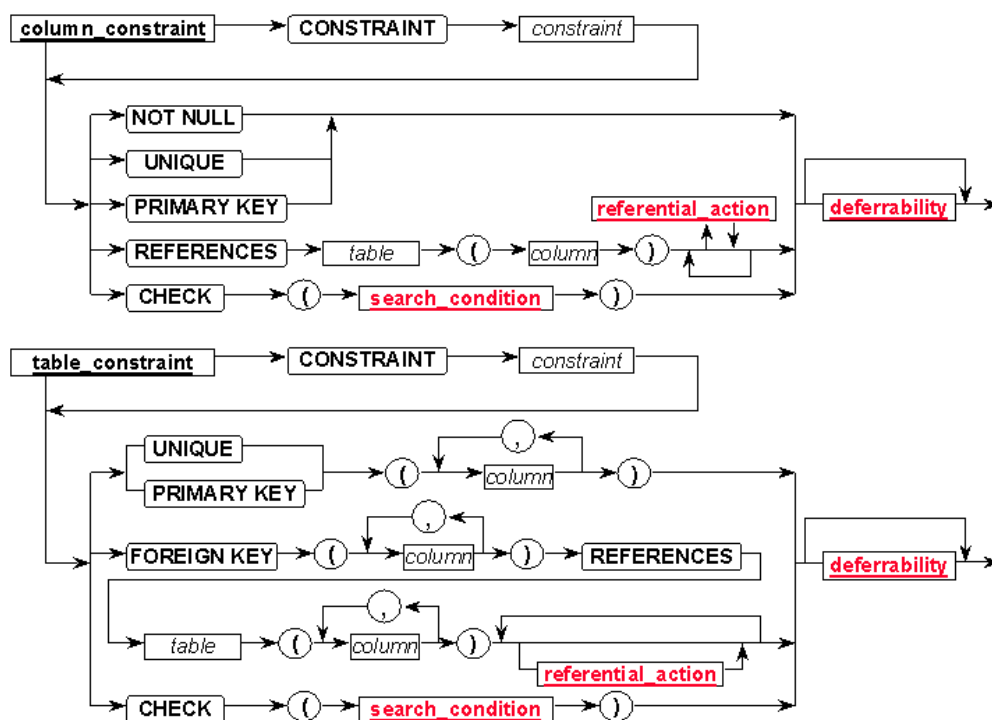 column_constraint CONSTRAINT constraint
NOT NULL
UNIQUE
PRIMARY KEY
referential_action
deferrability
REFERENCES table ( column )
CHECK ( search_condition )
table_constraint CONSTRAINT constraint
,
UNIQUE
( column )
PRIMARY KEY
,
FOREIGN KEY ( column ) REFERENCES
deferrability
,
table ( column )
referential_action
CHECK ( search_condition )